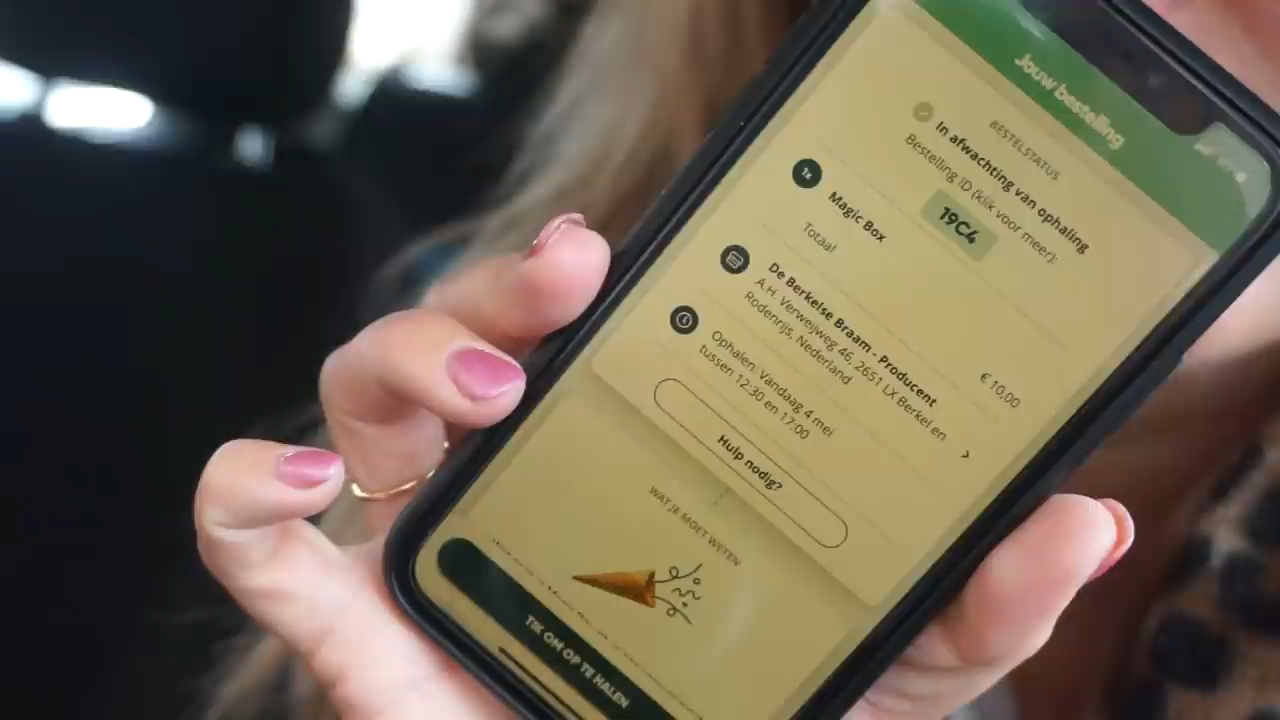 Jouw bestelling
BESTELSTATUS
In afwachting van ophaling
Bestelling ID (klik voor meer):
19C4
1x
Magic Box
Totaal
€ 10,00
De Berkelse Braam - Producent
A.H. Verweijweg 46, 2651 LX Berkel en
Rodenrijs, Nederland
Ophalen: Vandaag 4 mei
tussen 12:30 en 17:00
Hulp nodig?
WAT JE MOET WETEN
TIK OM OP TE HALEN